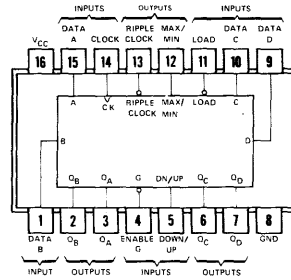 INPUTS OUTPUTS INPUTS
DATA RIPPLE MAX/ DATA DATA
VCC A CLOCK CLOCK MIN LOAD C D
16 15 14 13 12 11 10 9
A CK RIPPLE CLOCK MAX/ MIN LOAD C
B D
QB QA G DN/UP QC QD
1 2 3 4 5 6 7 8
DATA B QB QA ENABLE G DOWN/ UP QC QD GND
INPUT OUTPUTS INPUTS OUTPUTS